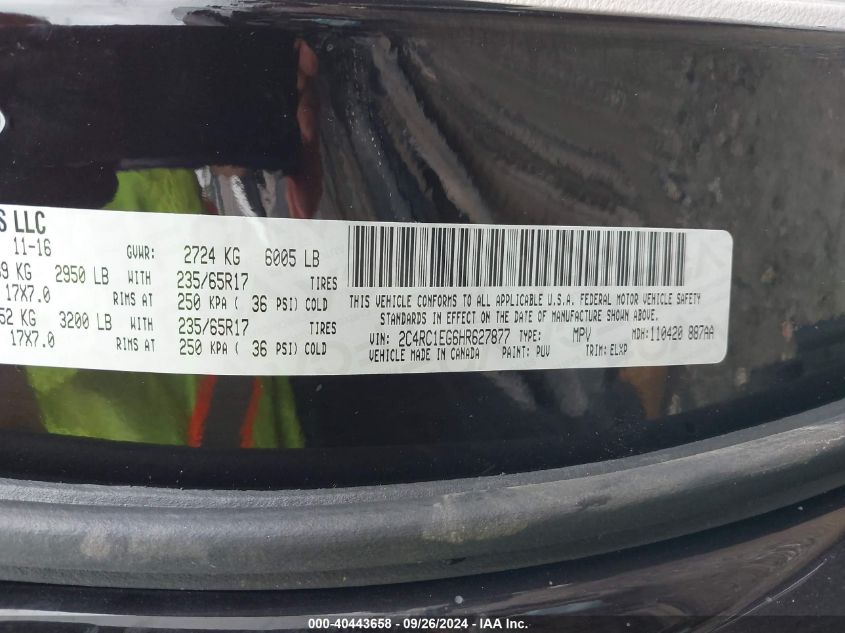 S LLC
11-16 GVWR: 2724 KG 6005 LB
9 KG 2950 LB WITH 235/65R17 TIRES
17X7.0 RIMS AT 250 KPA ( 36 PSI) COLD
52 KG 3200 LB WITH 235/65R17 TIRES
17X7.0 RIMS AT 250 KPA ( 36 PSI) COLD
THIS VEHICLE CONFORMS TO ALL APPLICABLE U.S.A. FEDERAL MOTOR VEHICLE SAFETY
STANDARDS IN EFFECT ON THE DATE OF MANUFACTURE SHOWN ABOVE.
VIN: 2C4RC1EG6HR627877 TYPE: MPV MDH:110420 887AA
VEHICLE MADE IN CANADA PAINT: PUV TRIM: ELXP
000-40443658 - 09/26/2024 - IAA Inc.